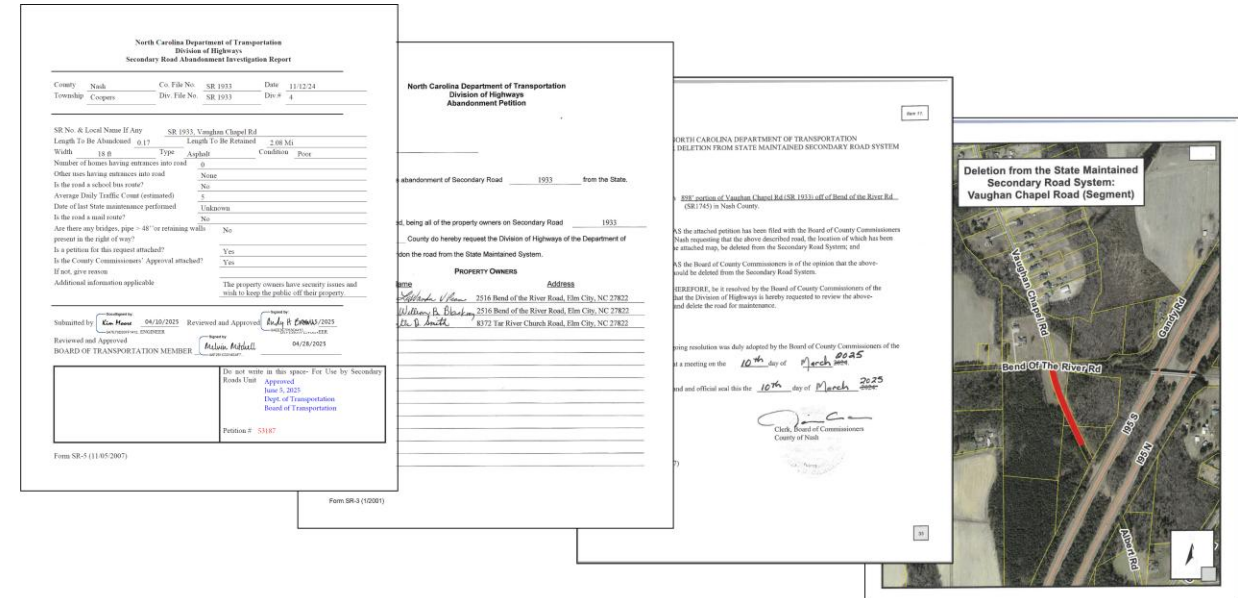 North Carolina Department of Transportation
Division of Highways
Secondary Road Abandonment Investigation Report
County Nash Co. File No SR 1933 Date 11/12/24
Township Coopers Div. File No. SR 1933 Div # 4
SR No. & Local Name If Any SR 1933, Vaughan Chapel Rd
Length To Be Abandoned 0.17 Length To Be Retained 2.08 Mi
Width 18 ft Type Asphalt Condition Poor
Number of homes having entrances into road 0
Other uses having entrances into road None
Is the road a school bus route? No
Average Daily Traffic Count (estimated) 5
Date of last State maintenance performed Unknown
Is the road a mail route? No
Are there any bridges, pipe > 48" or retaining walls No
present in the right of way?
Is a petition for this request attached? Yes
Is the County Commissioners' Approval attached? Yes
If not, give reason
Additional information applicable The property owners have security issues and
wish to keep the public off their property.
Submitted by Kim Moore 04/10/2025 Reviewed and Approved Andy H
ENGINEER
Reviewed and Approved
BOARD OF TRANSPORTATION MEMBER Melvin Mitchell 04/28/2025
Do not write in this space- For Use by Secondary
Roads Unit Approved
June 5, 2025
Dept. of Transportation
Board of Transportation
Petition # 53187
Form SR-5 (11/05/2007)
North Carolina Department of Transportation
Division of Highways
Abandonment Petition
abandonment of Secondary Road 1933 from the State.
, being all of the property owners on Secondary Road 1933
County do hereby request the Division of Highways of the Department of
the road from the State Maintained System.
PROPERTY OWNERS
Address
2516 Bend of the River Road, Elm City, NC 27822
William B. 2516 Bend of the River Road, Elm City, NC 27822
D. Smith 8372 Tar River Church Road, Elm City, NC 27822
Form SR-3 (1/2001)
Item 17.
NORTH CAROLINA DEPARTMENT OF TRANSPORTATION
DELETION FROM STATE MAINTAINED SECONDARY ROAD SYSTEM
898' portion of Vaughan Chapel Rd (SR 1933) off of Bend of the River Rd
(SR1745) in Nash County.
the attached petition has been filed with the Board of County Commissioners
Nash requesting that the above described road, the location of which has been
attached map, be deleted from the Secondary Road System; and
the Board of County Commissioners is of the opinion that the above-
be deleted from the Secondary Road System.
, be it resolved by the Board of County Commissioners of the
that the Division of Highways is hereby requested to review the above-
and delete the road for maintenance.
resolution was duly adopted by the Board of County Commissioners of the
at a meeting on the 10th day of March
and official seal this the 10th day of March 2025
Clerk, Board of Commissioners
County of Nash
Deletion from the State Maintained
Secondary Road System:
Vaughan Chapel Road (Segment)
Vaughan Chapel Rd
Gandy Rd
Bend Of The River Rd
I95 S
I95 N
Albert Rd